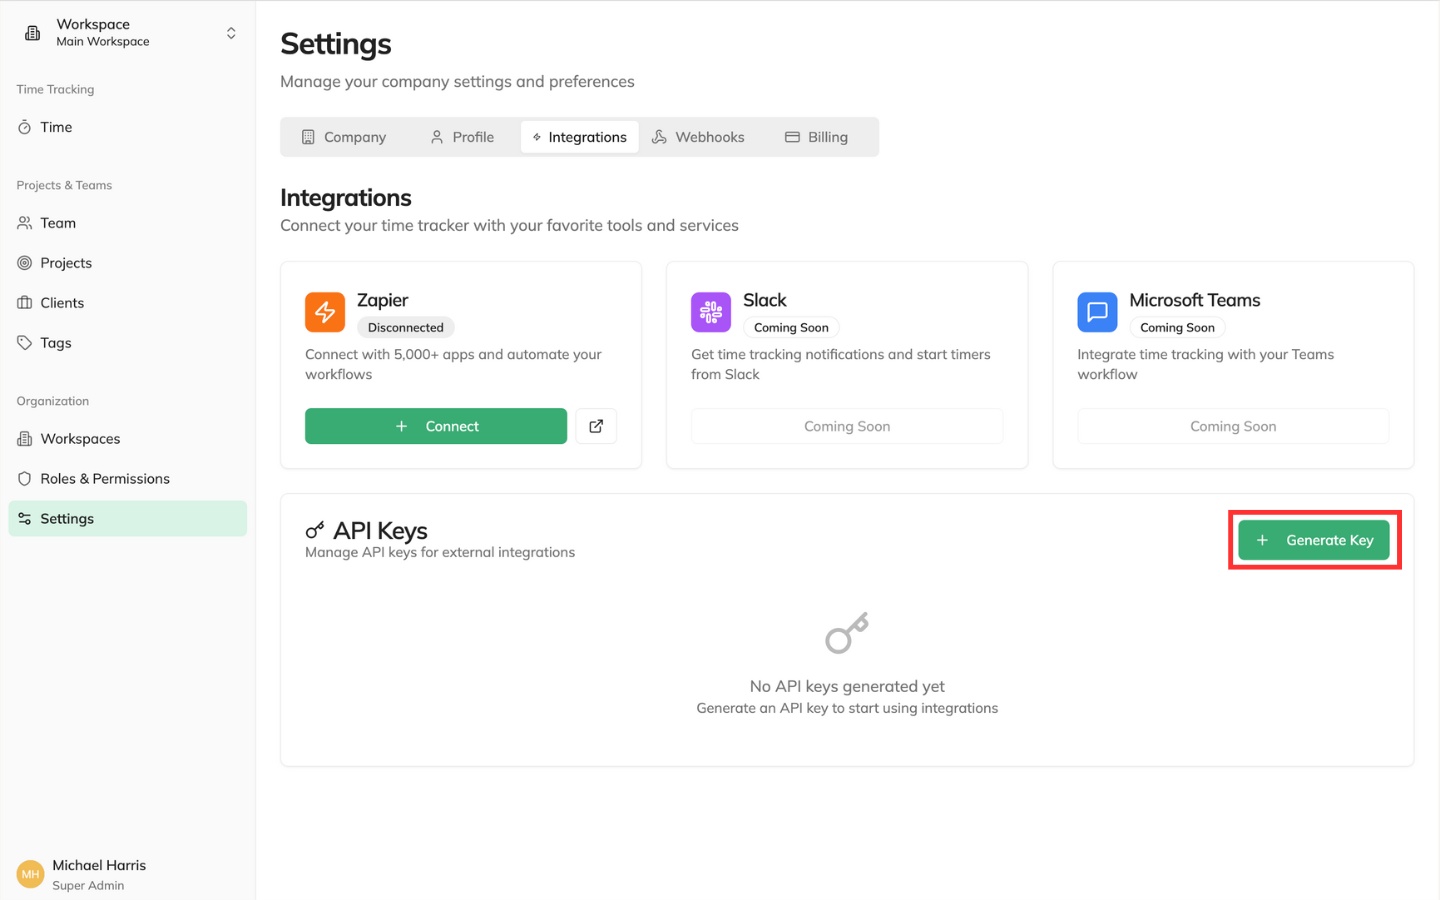 Workspace
Main Workspace
Time Tracking
Time
Projects & Teams
Team
Projects
Clients
Tags
Organization
Workspaces
Roles & Permissions
Settings
MH
Michael Harris
Super Admin
Settings
Manage your company settings and preferences
Company
Profile
Integrations
Webhooks
Billing
Integrations
Connect your time tracker with your favorite tools and services
Zapier
Disconnected
Connect with 5,000+ apps and automate your
workflows
Connect
Slack
Coming Soon
Get time tracking notifications and start timers
from Slack
Coming Soon
Microsoft Teams
Coming Soon
Integrate time tracking with your Teams
workflow
Coming Soon
API Keys
Manage API keys for external integrations
Generate Key
No API keys generated yet
Generate an API key to start using integrations